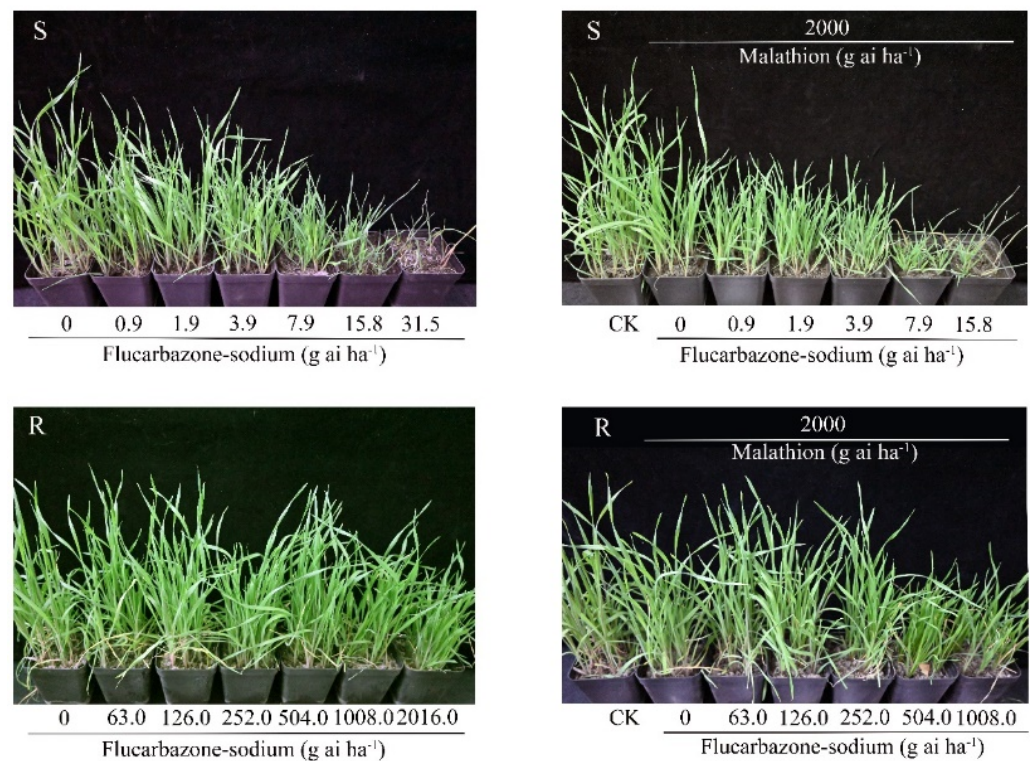 S
0 0.9 1.9 3.9 7.9 15.8 31.5
Flucarbazone-sodium (g ai ha⁻¹)
S
2000
Malathion (g ai ha⁻¹)
CK 0 0.9 1.9 3.9 7.9 15.8
Flucarbazone-sodium (g ai ha⁻¹)
R
0 63.0 126.0 252.0 504.0 1008.0 2016.0
Flucarbazone-sodium (g ai ha⁻¹)
R
2000
Malathion (g ai ha⁻¹)
CK 0 63.0 126.0 252.0 504.0 1008.0
Flucarbazone-sodium (g ai ha⁻¹)